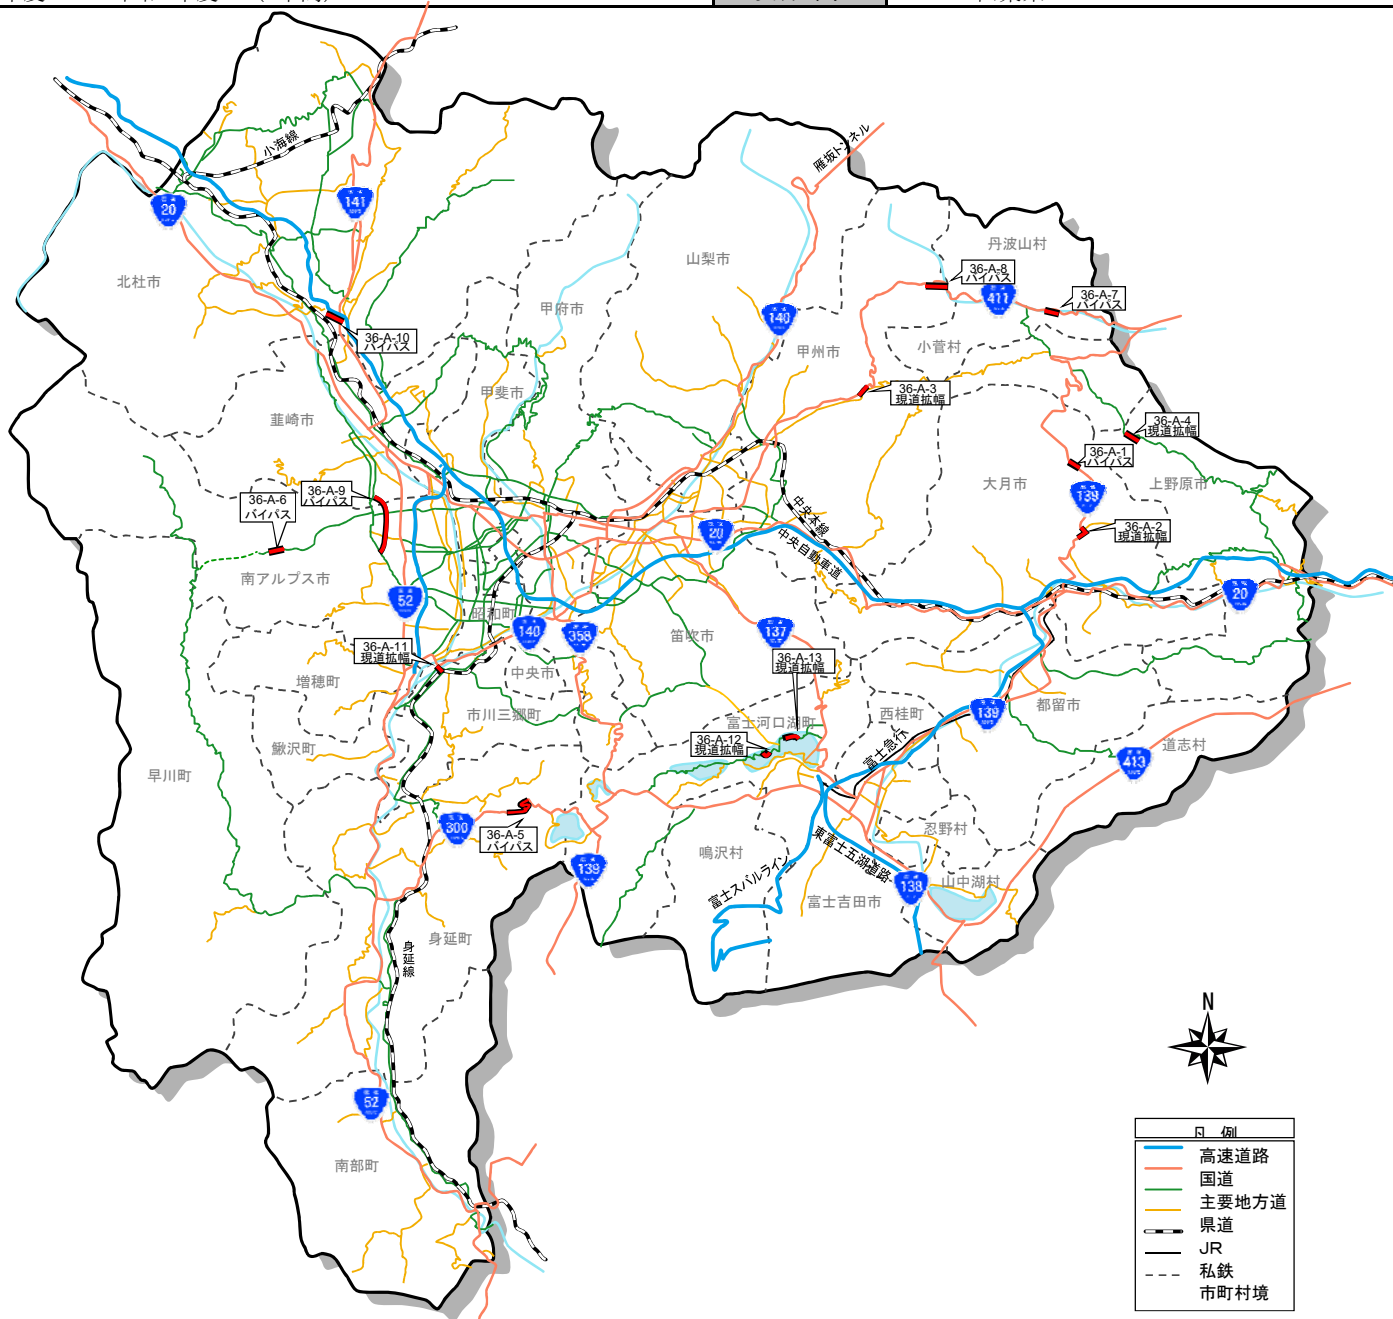 小海線
雁坂トンネル
20
141
丹波山村
北杜市
山梨市
36-A-8
バイパス
411
36-A-7
バイパス
甲府市
140
36-A-10
バイパス
甲州市
小菅村
甲斐市
36-A-3
現道拡幅
韮崎市
36-A-4
現道拡幅
36-A-1
バイパス
大月市
上野原市
36-A-9
バイパス
36-A-6
バイパス
139
中央本線
20
36-A-2
現道拡幅
中央自動車道
南アルプス市
52
20
昭和町
140
358
笛吹市
137
36-A-11
現道拡幅
36-A-13
現道拡幅
中央市
増穂町
市川三郷町
富士河口湖町
西桂町
139
都留市
鰍沢町
36-A-12
現道拡幅
富士急行
道志村
413
早川町
300
36-A-5
バイパス
忍野村
鳴沢村
東富士五湖道路
139
富士スバルライン
138
山中湖村
富士吉田市
身延町
身延線
N
52
南部町
凡 例
高速道路
国道
主要地方道
県道
JR
私鉄
市町村境